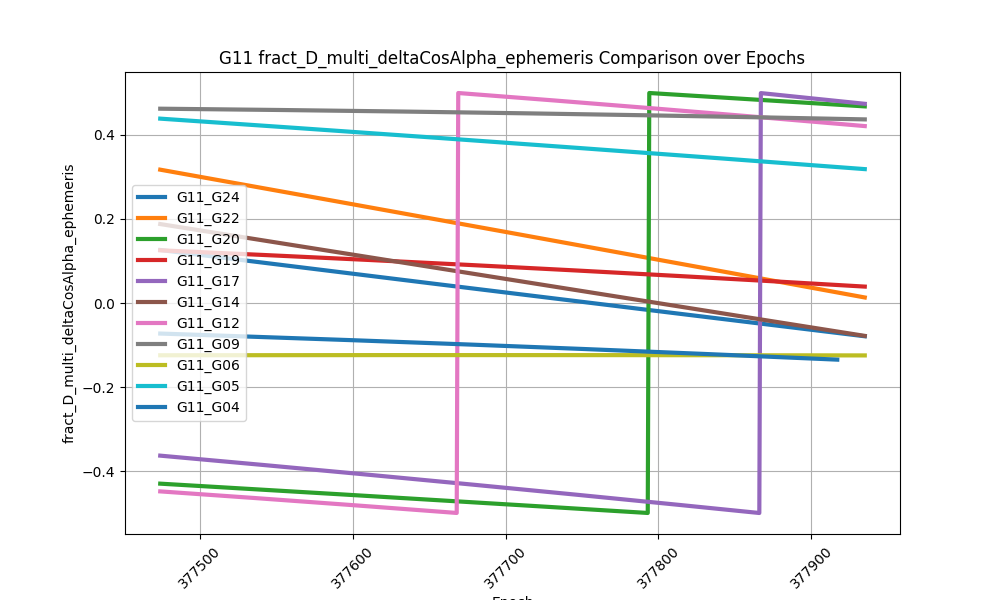 G11 fract_D_multi_deltaCosAlpha_ephemeris Comparison over Epochs
fract_D_multi_deltaCosAlpha_ephemeris
0.4
0.2
0.0
−0.2
−0.4
G11_G24
G11_G22
G11_G20
G11_G19
G11_G17
G11_G14
G11_G12
G11_G09
G11_G06
G11_G05
G11_G04
377500
377600
377700
377800
377900
Epoch